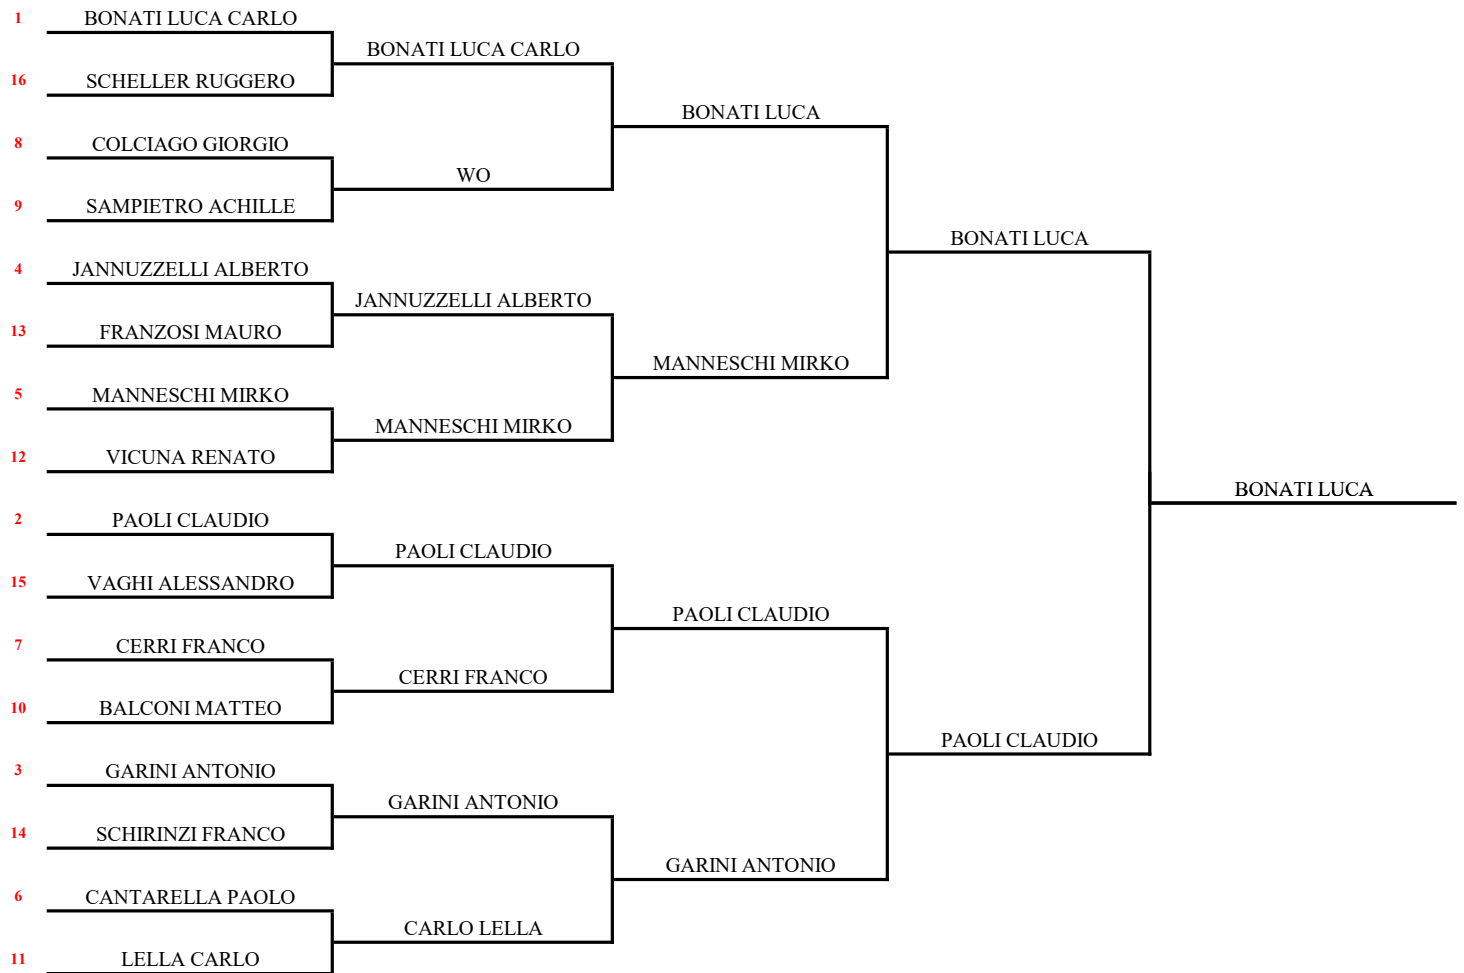 1 BONATI LUCA CARLO
BONATI LUCA CARLO
16 SCHELLER RUGGERO
BONATI LUCA
8 COLCIAGO GIORGIO
WO
9 SAMPIETRO ACHILLE
BONATI LUCA
4 JANNUZZELLI ALBERTO
JANNUZZELLI ALBERTO
13 FRANZOSI MAURO
MANNESCHI MIRKO
5 MANNESCHI MIRKO
MANNESCHI MIRKO
12 VICUNA RENATO
BONATI LUCA
2 PAOLI CLAUDIO
PAOLI CLAUDIO
15 VAGHI ALESSANDRO
PAOLI CLAUDIO
7 CERRI FRANCO
CERRI FRANCO
10 BALCONI MATTEO
PAOLI CLAUDIO
3 GARINI ANTONIO
GARINI ANTONIO
14 SCHIRINZI FRANCO
GARINI ANTONIO
6 CANTARELLA PAOLO
CARLO LELLA
11 LELLA CARLO